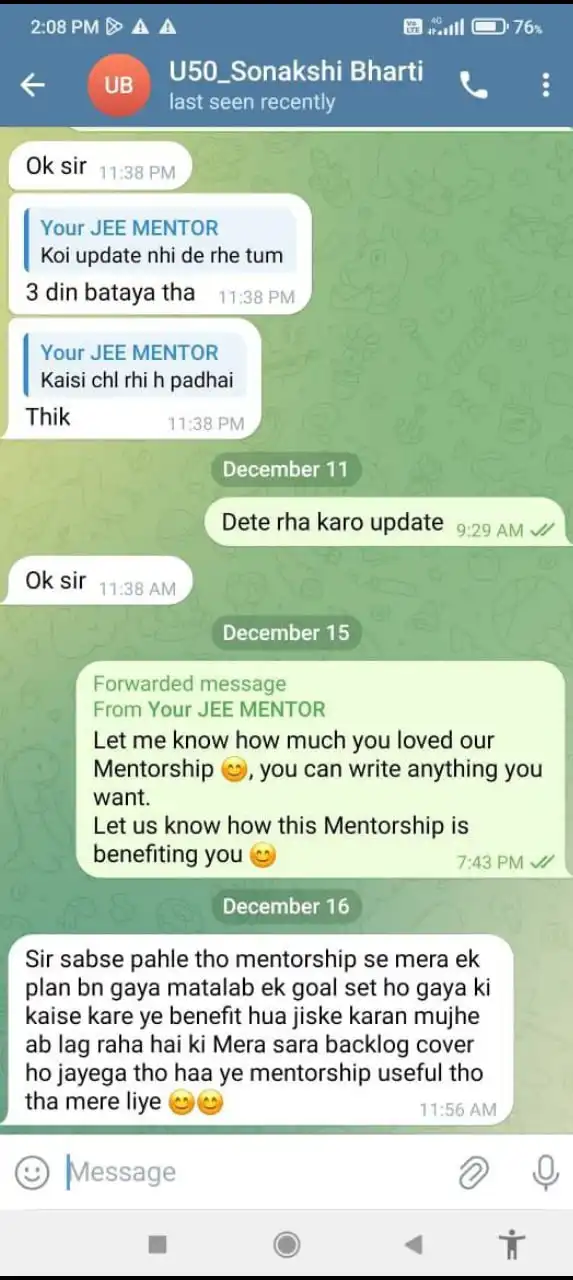 2:08 PM
Vo LTE 4G 76%
UB
U50_Sonakshi Bharti
last seen recently
Ok sir 11:38 PM
Your JEE MENTOR
Koi update nhi de rhe tum
3 din bataya tha 11:38 PM
Your JEE MENTOR
Kaisi chl rhi h padhai
Thik 11:38 PM
December 11
Dete rha karo update 9:29 AM
Ok sir 11:38 AM
December 15
Forwarded message
From Your JEE MENTOR
Let me know how much you loved our
Mentorship 😊, you can write anything you
want.
Let us know how this Mentorship is
benefiting you 😊 7:43 PM
December 16
Sir sabse pahle tho mentorship se mera ek
plan bn gaya matalab ek goal set ho gaya ki
kaise kare ye benefit hua jiske karan mujhe
ab lag raha hai ki Mera sara backlog cover
ho jayega tho haa ye mentorship useful tho
tha mere liye 😊😊 11:56 AM
Message